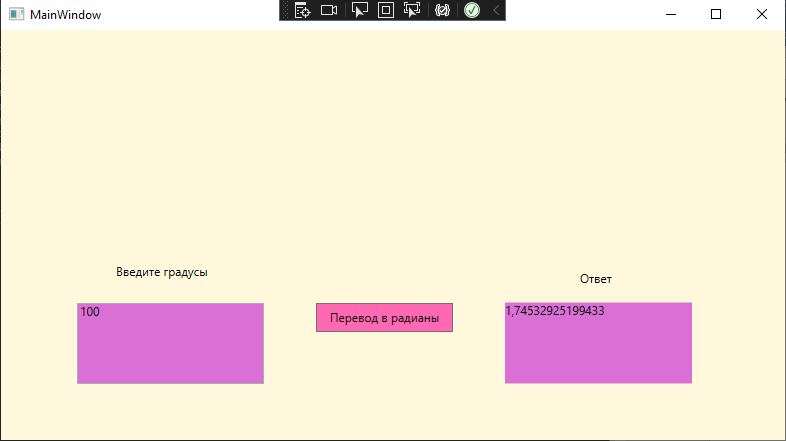 MainWindow
Введите градусы
Ответ
100
Перевод в радианы
1,74532925199433